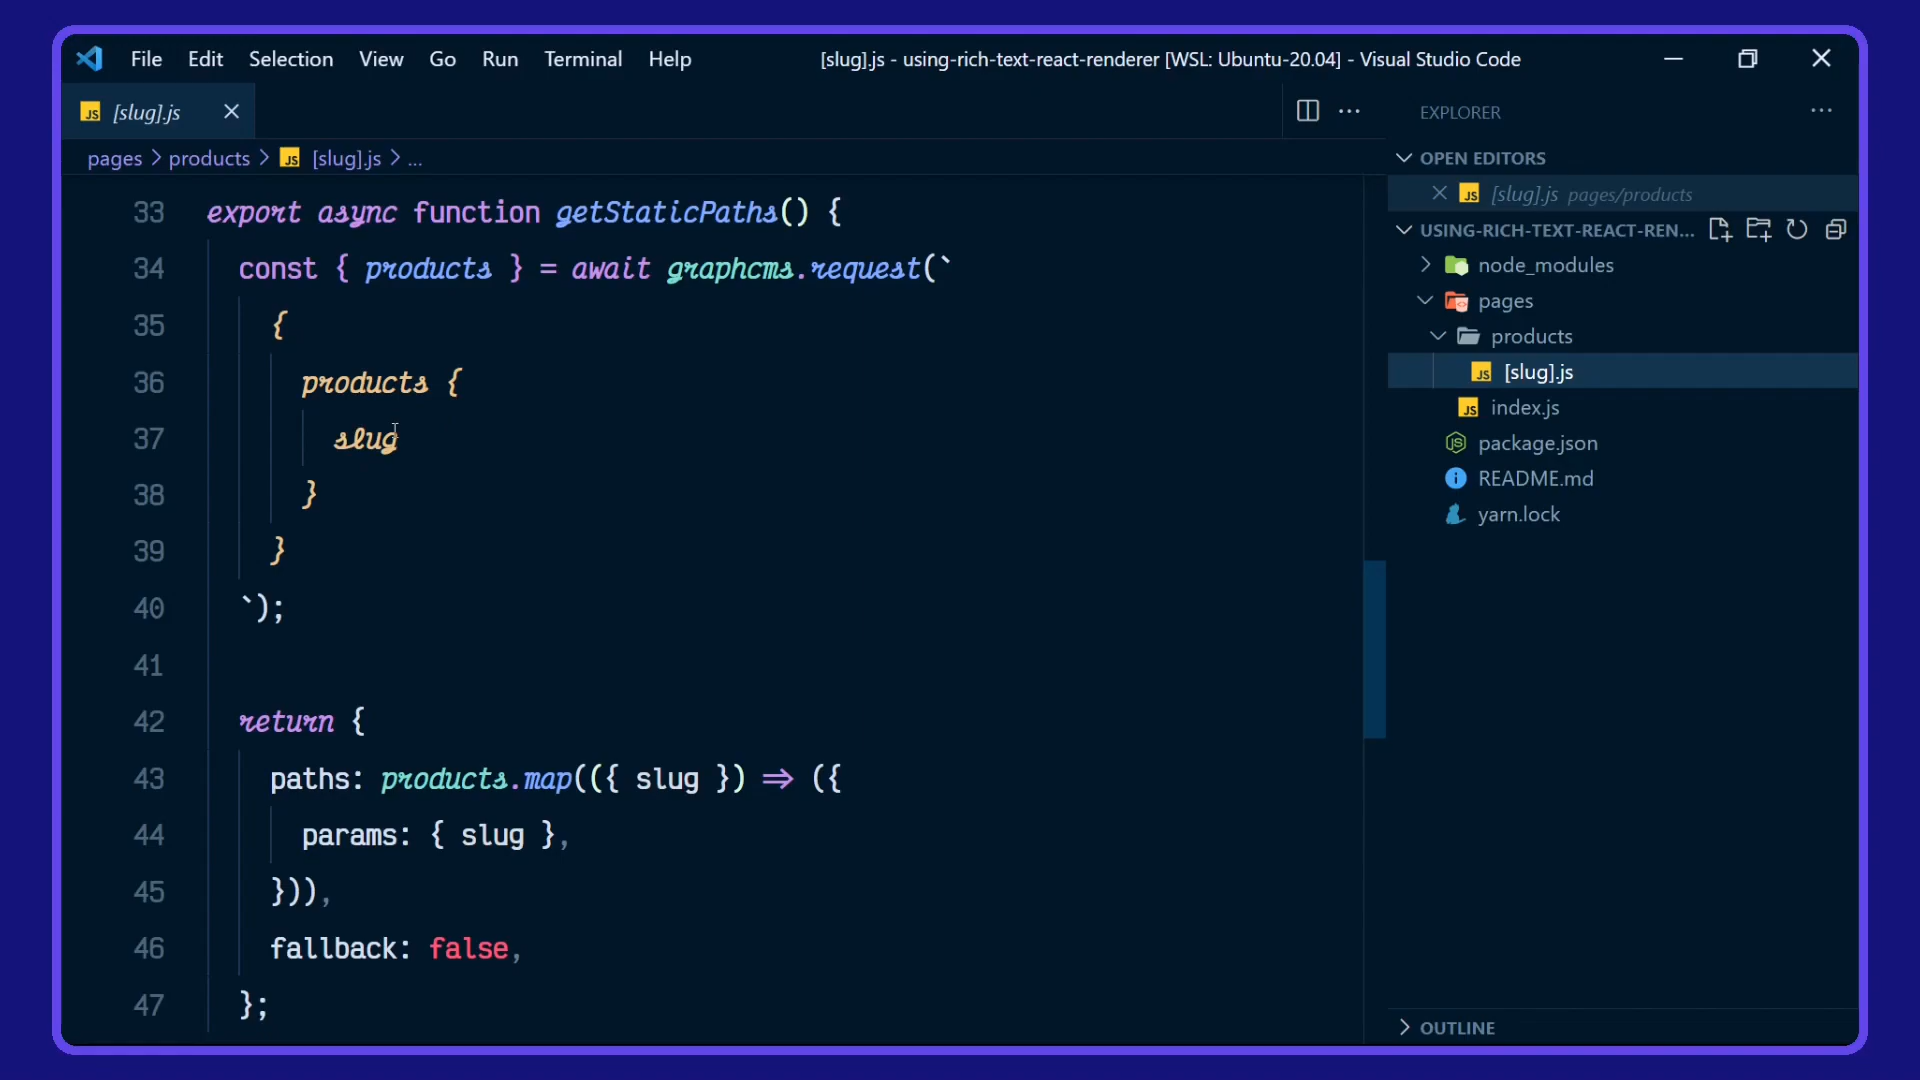 File Edit Selection View Go Run Terminal Help [slug].js - using-rich-text-react-renderer [WSL: Ubuntu-20.04] - Visual Studio Code
JS [slug].js
pages > products > JS [slug].js > ...
33 export async function getStaticPaths() {
34 const { products } = await graphcms.request(`
35 {
36 products {
37 slug
38 }
39 }
40 `);
41
42 return {
43 paths: products.map(({ slug }) => ({
44 params: { slug },
45 })),
46 fallback: false,
47 };
EXPLORER
OPEN EDITORS
JS [slug].js pages/products
USING-RICH-TEXT-REACT-REN...
node_modules
pages
products
JS [slug].js
JS index.js
package.json
README.md
yarn.lock
OUTLINE